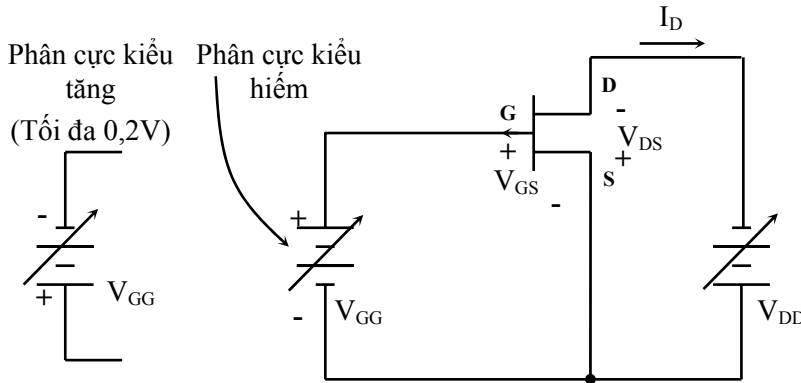 I_D
Phân cực kiểu
tăng
(Tối đa 0,2V)
Phân cực kiểu
hiếm
G
D
-
+
V_DS
+
V_GS
S
-
-
+
V_GG
+
-
V_GG
V_DD